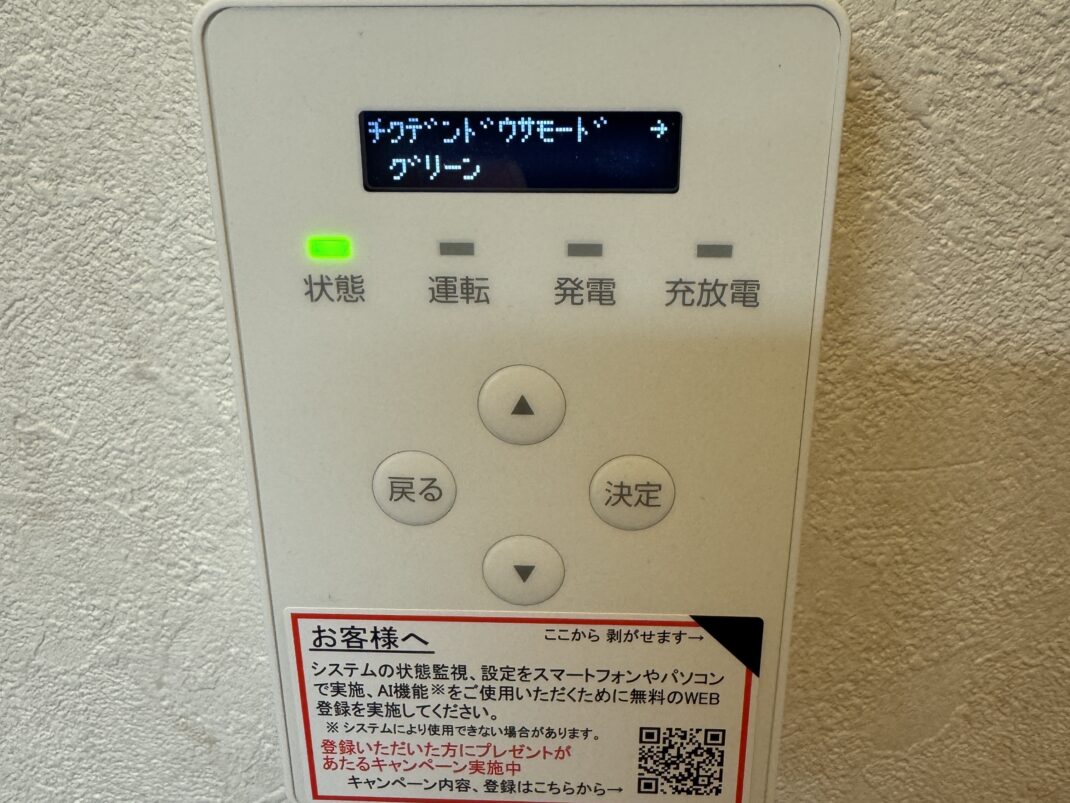 チクデンドウサモード →
グリーン
状態 運転 発電 充放電
▲
戻る 決定
▼
お客様へ ここから 剥がせます→
システムの状態監視、設定をスマートフォンやパソコン
で実施、AI機能※をご使用いただくために無料のWEB
登録を実施してください。
※ システムにより使用できない場合があります。
登録いただいた方にプレゼントが
あたるキャンペーン実施中
キャンペーン内容、登録はこちらから→